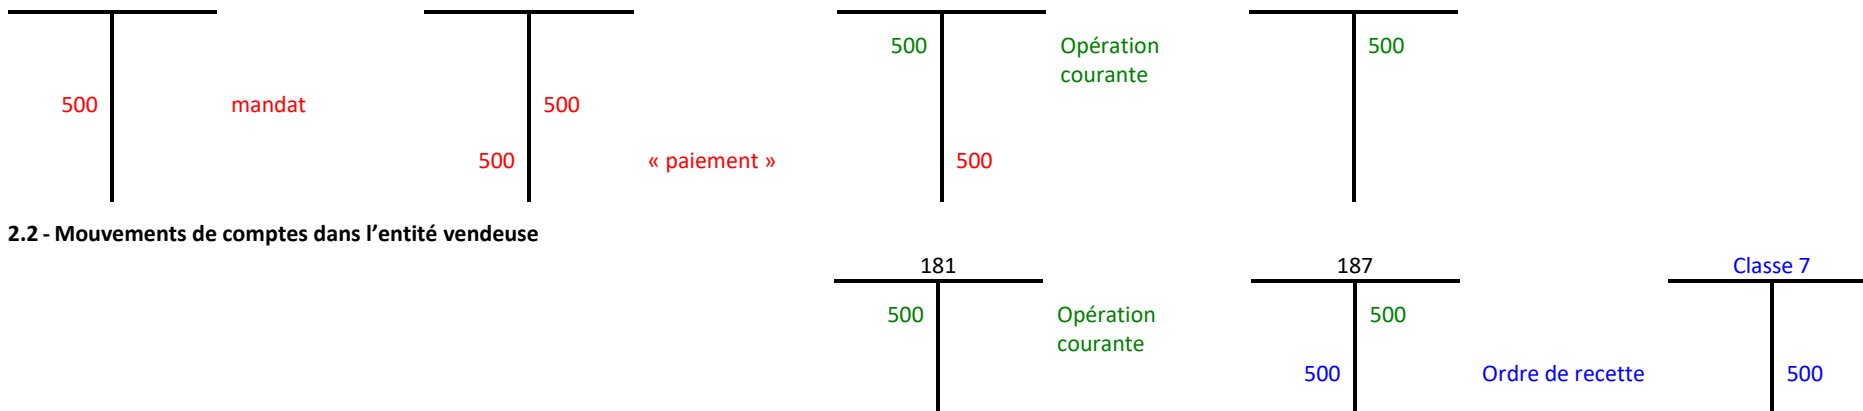 500 Opération 500
courante
500 mandat 500
500 « paiement » 500
2.2 - Mouvements de comptes dans l’entité vendeuse
181 187 Classe 7
500 Opération 500
courante
500 Ordre de recette 500